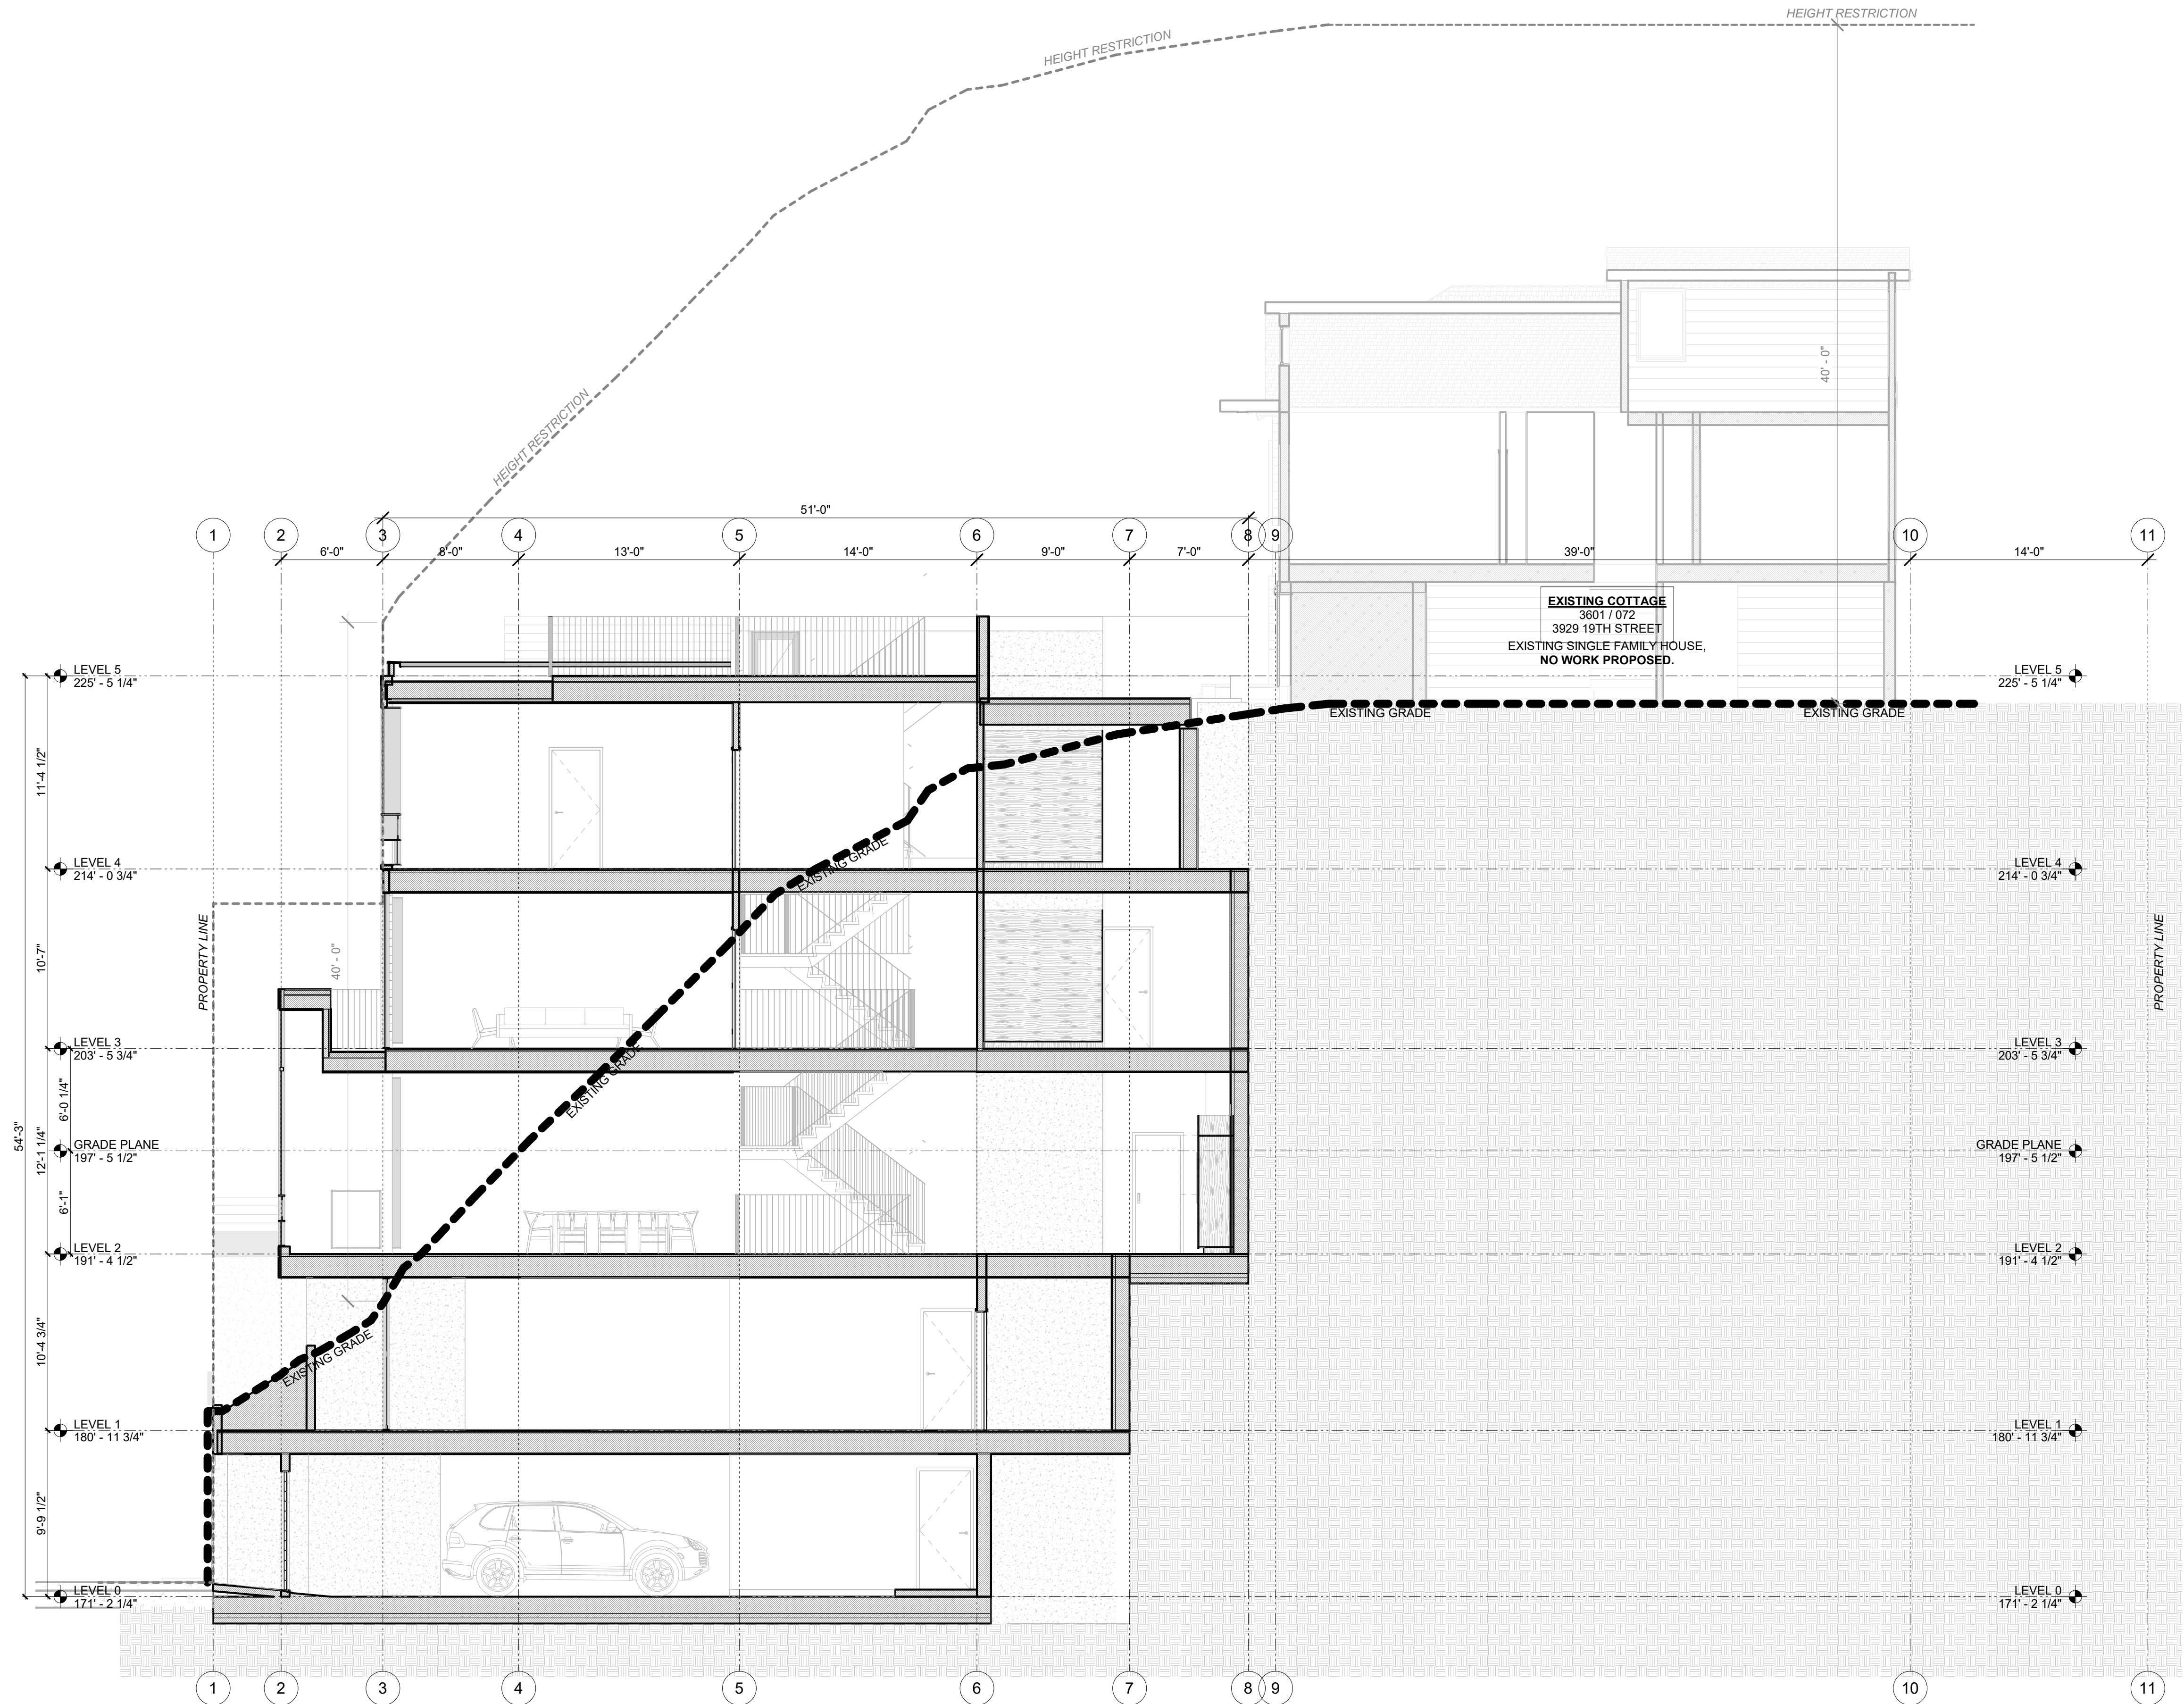 HEIGHT RESTRICTION
HEIGHT RESTRICTION
HEIGHT RESTRICTION
40' - 0"
51'-0"
1 2 3 4 5 6 7 8 9 10 11
6'-0" 8'-0" 13'-0" 14'-0" 9'-0" 7'-0" 39'-0" 14'-0"
EXISTING COTTAGE
3601 / 072
3929 19TH STREET
EXISTING SINGLE FAMILY HOUSE,
NO WORK PROPOSED.
LEVEL 5
225' - 5 1/4"
LEVEL 5
225' - 5 1/4"
EXISTING GRADE
EXISTING GRADE
11'-4 1/2"
EXISTING GRADE
LEVEL 4
214' - 0 3/4"
LEVEL 4
214' - 0 3/4"
PROPERTY LINE
PROPERTY LINE
10'-7"
40' - 0"
LEVEL 3
203' - 5 3/4"
LEVEL 3
203' - 5 3/4"
EXISTING GRADE
6'-0 1/4"
54'-3"
12'-1 1/4"
GRADE PLANE
197' - 5 1/2"
GRADE PLANE
197' - 5 1/2"
6'-1"
LEVEL 2
191' - 4 1/2"
LEVEL 2
191' - 4 1/2"
10'-4 3/4"
EXISTING GRADE
LEVEL 1
180' - 11 3/4"
LEVEL 1
180' - 11 3/4"
9'-9 1/2"
LEVEL 0
171' - 2 1/4"
LEVEL 0
171' - 2 1/4"
1 2 3 4 5 6 7 8 9 10 11